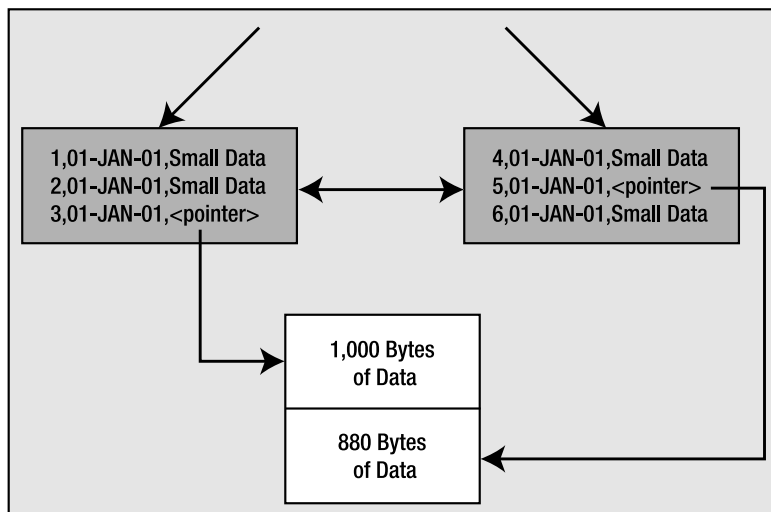 1,01-JAN-01,Small Data
2,01-JAN-01,Small Data
3,01-JAN-01,<pointer>
4,01-JAN-01,Small Data
5,01-JAN-01,<pointer>
6,01-JAN-01,Small Data
1,000 Bytes
of Data
880 Bytes
of Data